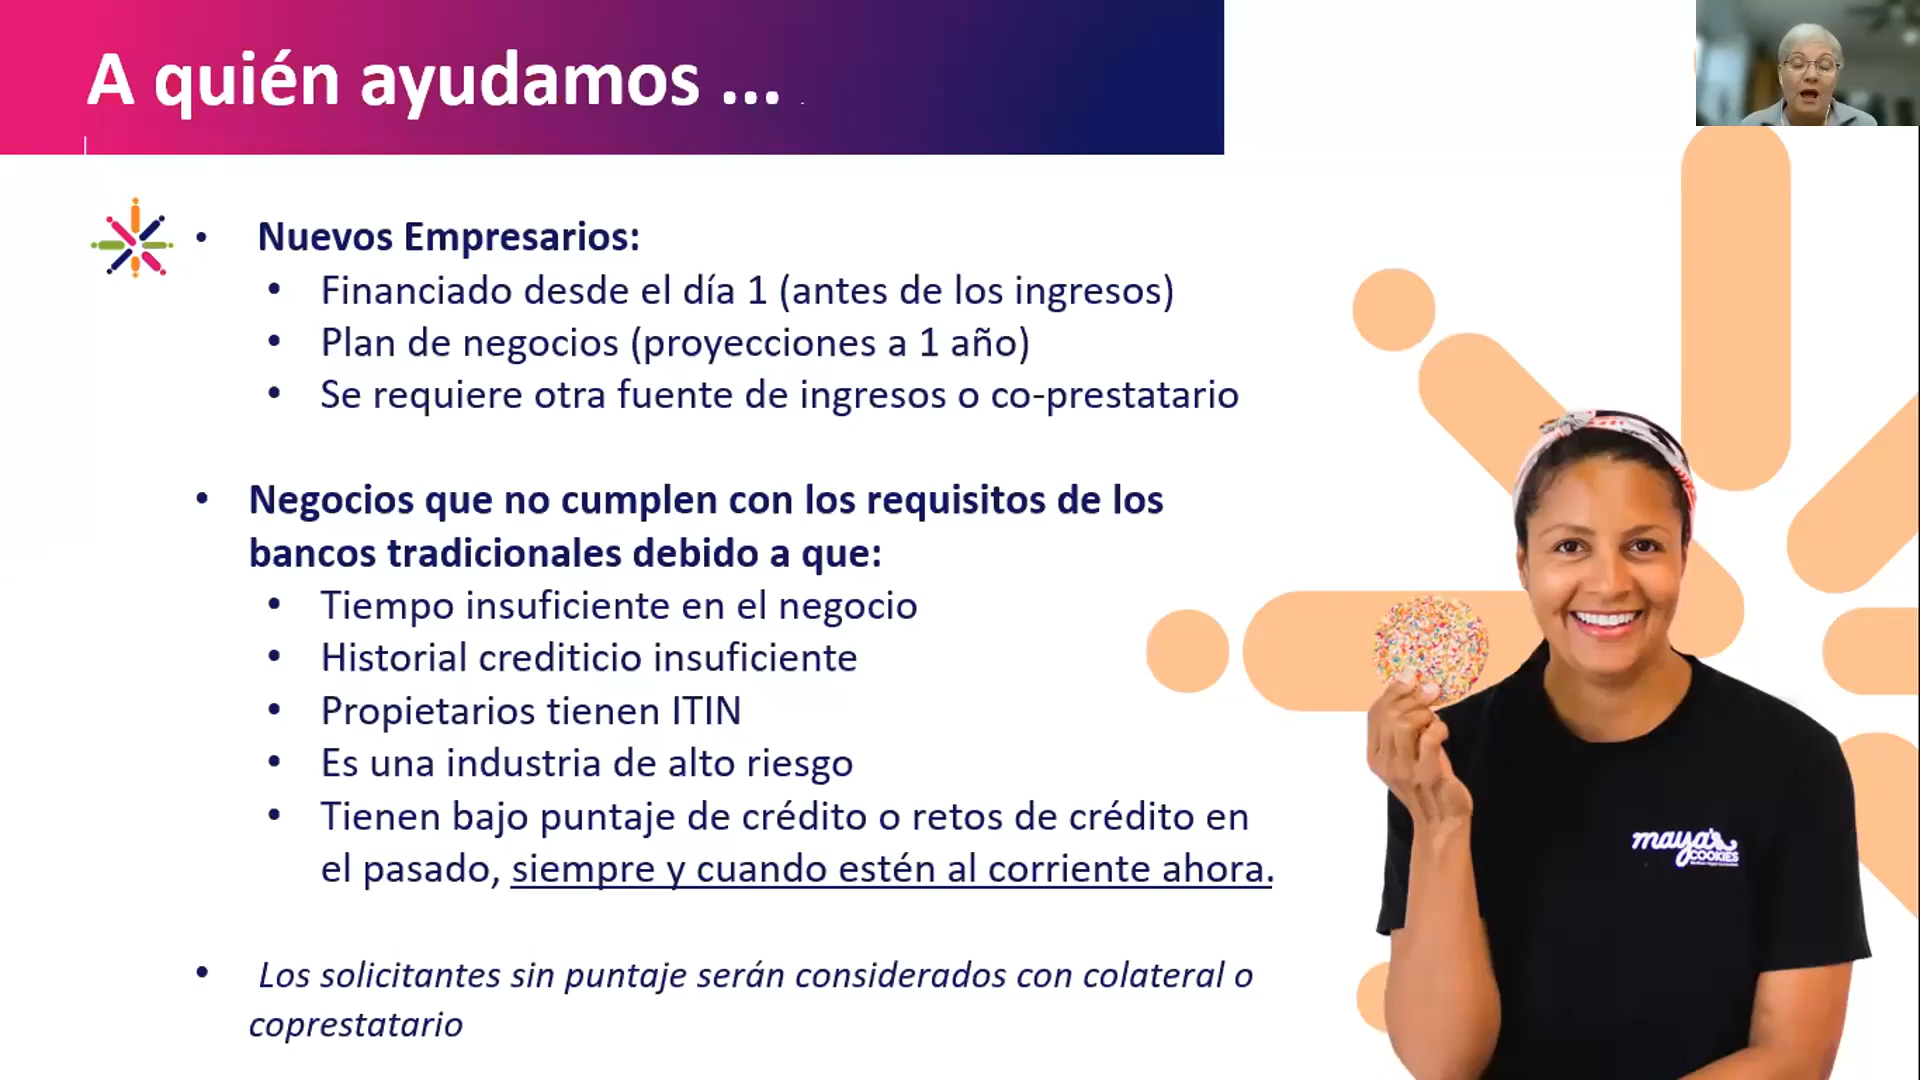 A quién ayudamos ... .
• Nuevos Empresarios:
• Financiado desde el día 1 (antes de los ingresos)
• Plan de negocios (proyecciones a 1 año)
• Se requiere otra fuente de ingresos o co-prestatario
• Negocios que no cumplen con los requisitos de los
bancos tradicionales debido a que:
• Tiempo insuficiente en el negocio
• Historial crediticio insuficiente
• Propietarios tienen ITIN
• Es una industria de alto riesgo
• Tienen bajo puntaje de crédito o retos de crédito en
el pasado, siempre y cuando estén al corriente ahora.
• Los solicitantes sin puntaje serán considerados con colateral o
coprestatario
maya's
COOKIES